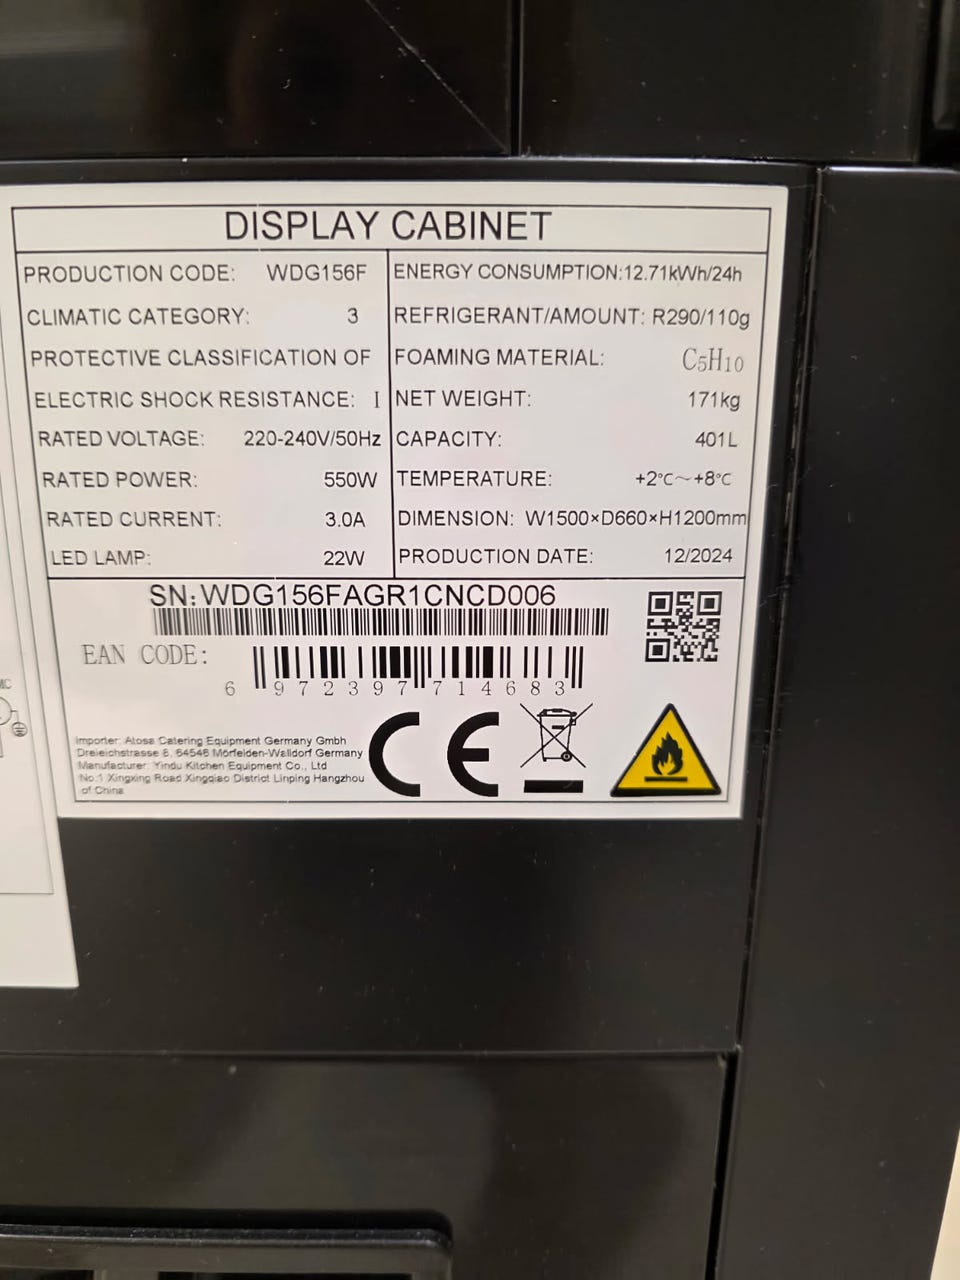 DISPLAY CABINET
PRODUCTION CODE: WDG156F
CLIMATIC CATEGORY: 3
PROTECTIVE CLASSIFICATION OF
ELECTRIC SHOCK RESISTANCE: I
RATED VOLTAGE: 220-240V/50Hz
RATED POWER: 550W
RATED CURRENT: 3.0A
LED LAMP: 22W
ENERGY CONSUMPTION:12.71kWh/24h
REFRIGERANT/AMOUNT: R290/110g
FOAMING MATERIAL: C₅H₁₀
NET WEIGHT: 171kg
CAPACITY: 401L
TEMPERATURE: +2℃~+8℃
DIMENSION: W1500×D660×H1200mm
PRODUCTION DATE: 12/2024
SN:WDG156FAGR1CNCD006
EAN CODE:
6 972397 714683
Importer: Atosa Catering Equipment Germany Gmbh
Dreieichstrasse 8, 64546 Mörfelden-Walldorf Germany
Manufacturer: Yindu Kitchen Equipment Co., Ltd
No.1 Xingxing Road Xingqiao District Linping Hangzhou
of China
CE